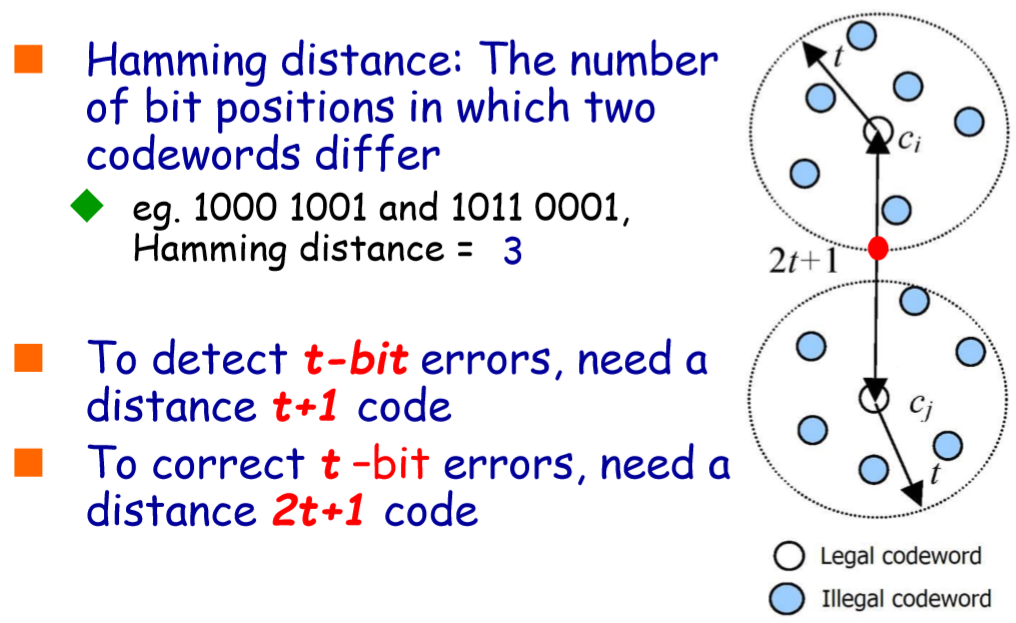 Hamming distance: The number
of bit positions in which two
codewords differ
eg. 1000 1001 and 1011 0001,
Hamming distance = 3
To detect t-bit errors, need a
distance t+1 code
To correct t -bit errors, need a
distance 2t+1 code
t
cᵢ
2t+1
cⱼ
t
Legal codeword
Illegal codeword